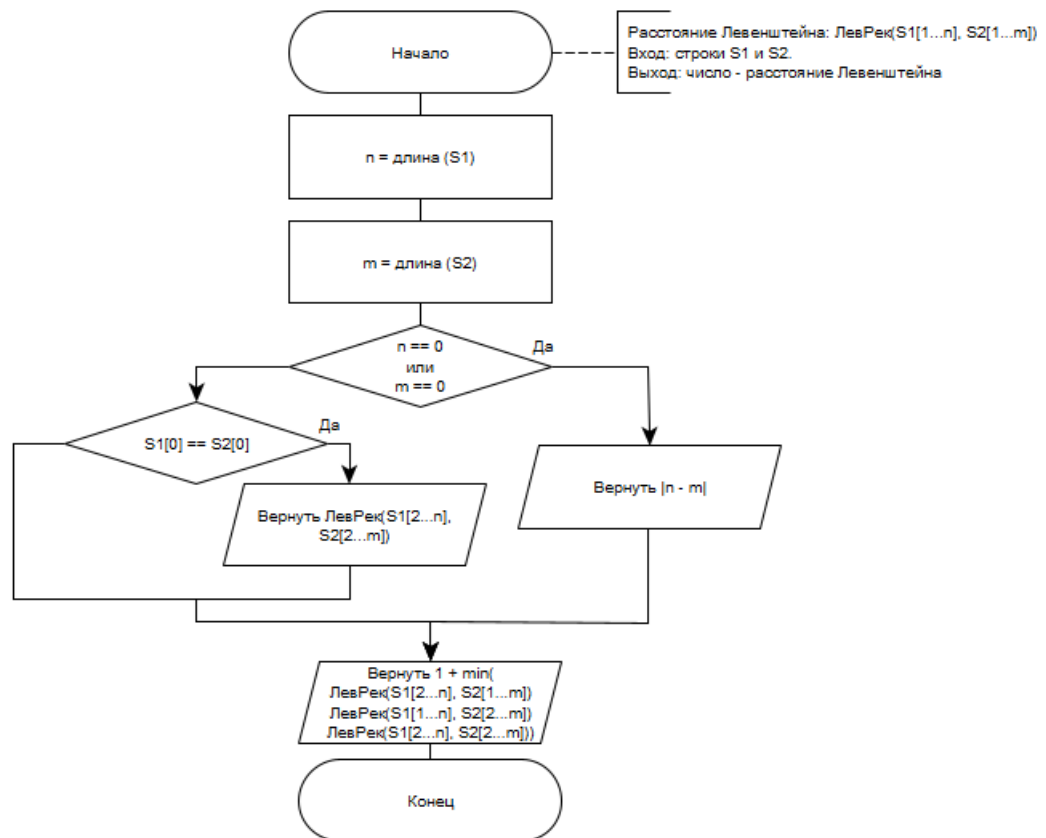 Начало
Расстояние Левенштейна: ЛевРек(S1[1...n], S2[1...m])
Вход: строки S1 и S2.
Выход: число - расстояние Левенштейна
n = длина (S1)
m = длина (S2)
n == 0
или
m == 0
Да
S1[0] == S2[0]
Да
Вернуть ЛевРек(S1[2...n],
S2[2...m])
Вернуть |n - m|
Вернуть 1 + min(
ЛевРек(S1[2...n], S2[1...m])
ЛевРек(S1[1...n], S2[2...m])
ЛевРек(S1[2...n], S2[2...m]))
Конец